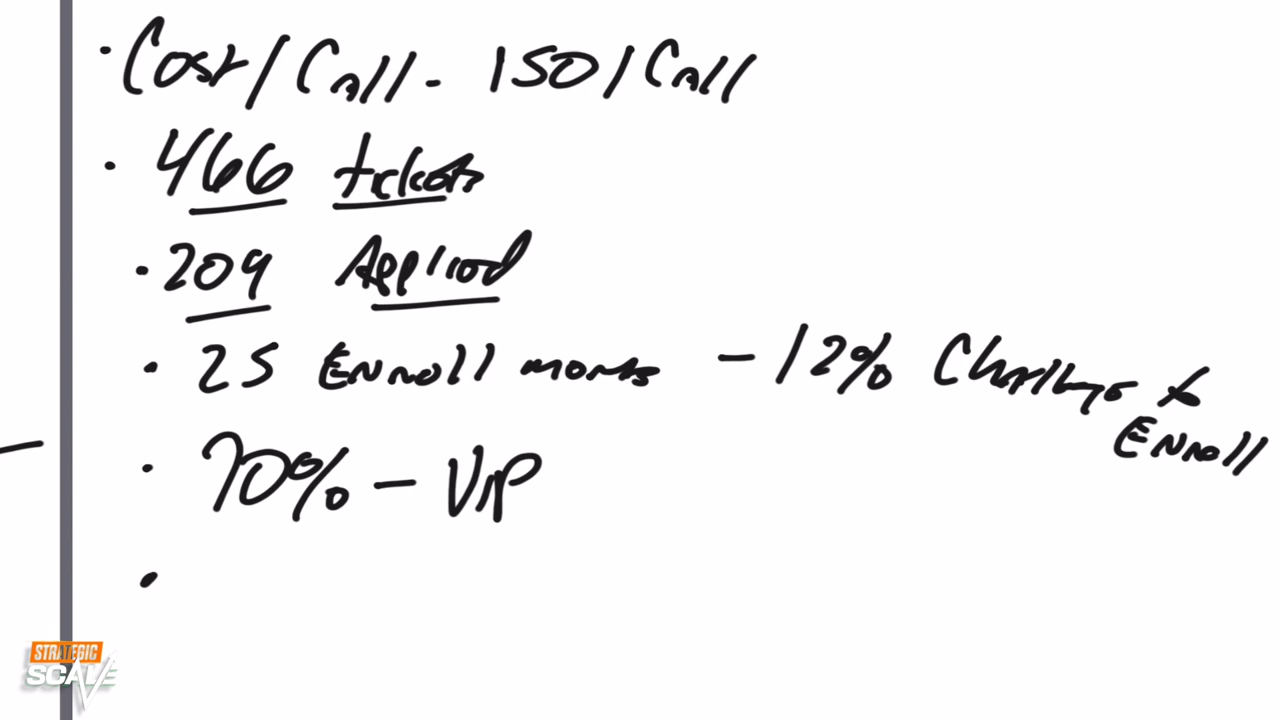 · Cost/Call - 150/Call
· 466 tickets
· 209 Applied
· 25 Enrollments - 12% Challenge to
Enroll
· 70% - VIP
·
STRATEGIC
SCALE